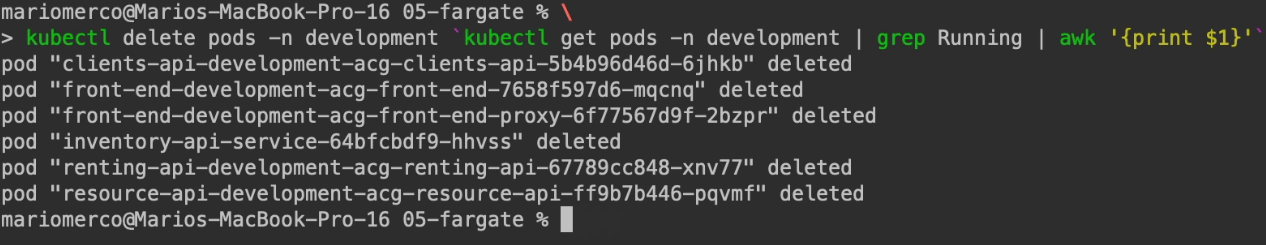 mariomerco@Marios-MacBook-Pro-16 05-fargate % \
> kubectl delete pods -n development `kubectl get pods -n development | grep Running | awk '{print $1}'`
pod "clients-api-development-acg-clients-api-5b4b96d46d-6jhkb" deleted
pod "front-end-development-acg-front-end-7658f597d6-mqcnq" deleted
pod "front-end-development-acg-front-end-proxy-6f77567d9f-2bzpr" deleted
pod "inventory-api-service-64bfcbdf9-hhvss" deleted
pod "renting-api-development-acg-renting-api-67789cc848-xnv77" deleted
pod "resource-api-development-acg-resource-api-ff9b7b446-pqvmf" deleted
mariomerco@Marios-MacBook-Pro-16 05-fargate %